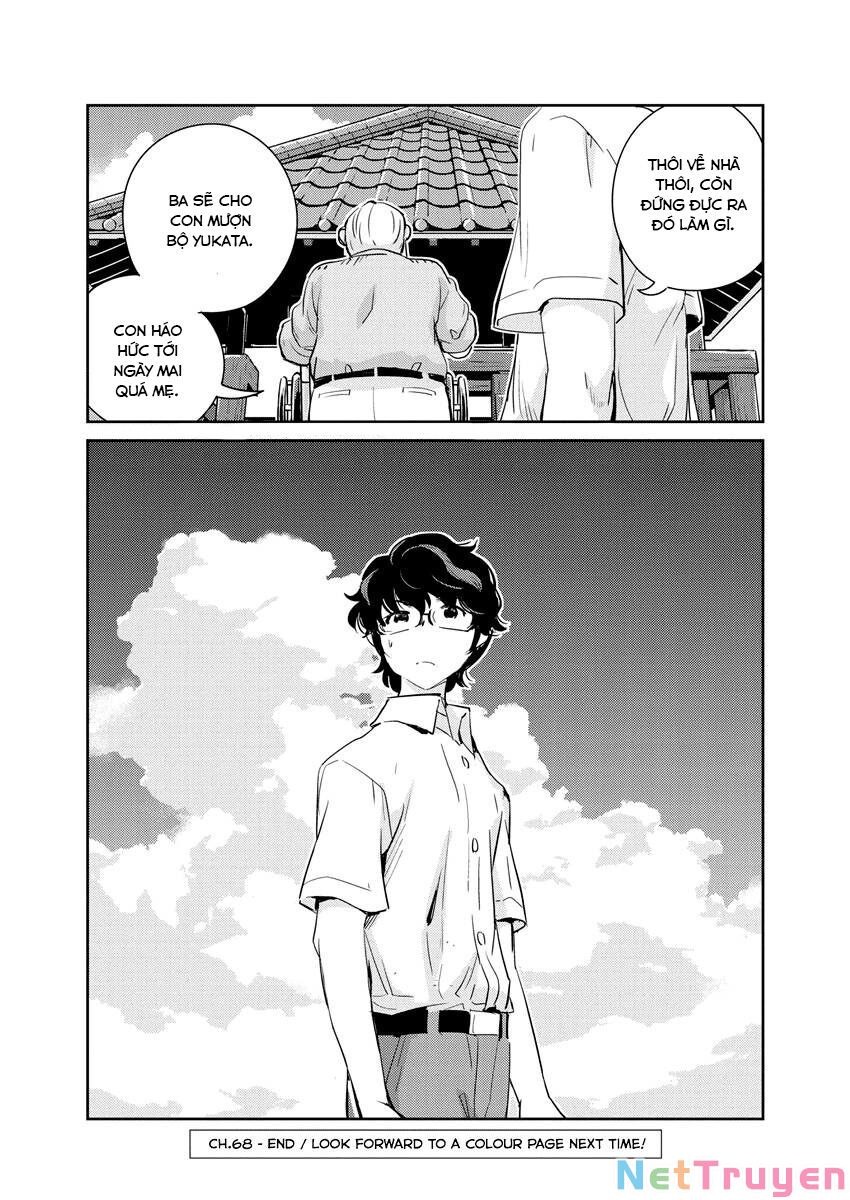 THÔI VỀ NHÀ
THÔI, CÒN
ĐỨNG ĐỰC RA
ĐÓ LÀM GÌ.
BA SẼ CHO
CON MƯỢN
BỘ YUKATA.
CON HÁO
HỨC TỚI
NGÀY MAI
QUÁ MẸ.
CH.68 - END / LOOK FORWARD TO A COLOUR PAGE NEXT TIME!
NetTruyen